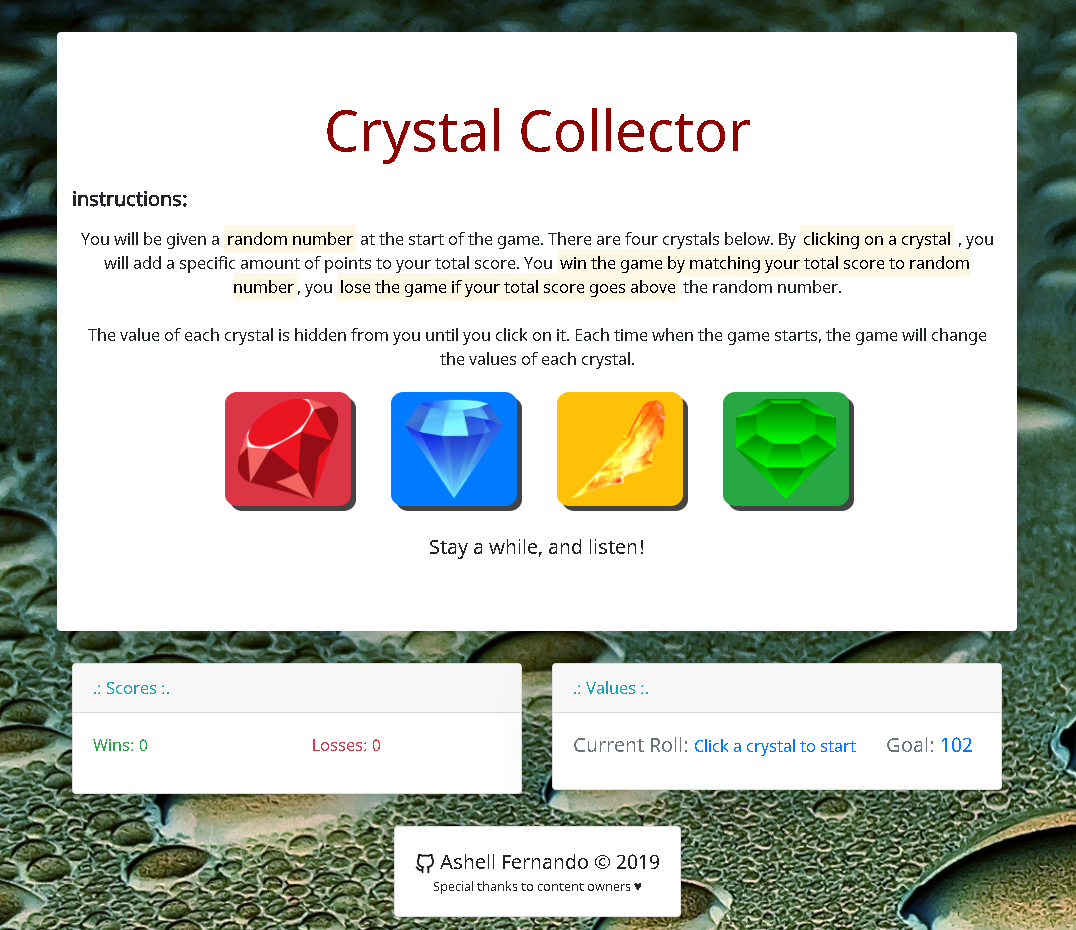 Crystal Collector
instructions:
You will be given a random number at the start of the game. There are four crystals below. By clicking on a crystal , you
will add a specific amount of points to your total score. You win the game by matching your total score to random
number , you lose the game if your total score goes above the random number.
The value of each crystal is hidden from you until you click on it. Each time when the game starts, the game will change
the values of each crystal.
Stay a while, and listen!
.: Scores :.
Wins: 0 Losses: 0
.: Values :.
Current Roll: Click a crystal to start Goal: 102
Ashell Fernando © 2019
Special thanks to content owners ♥